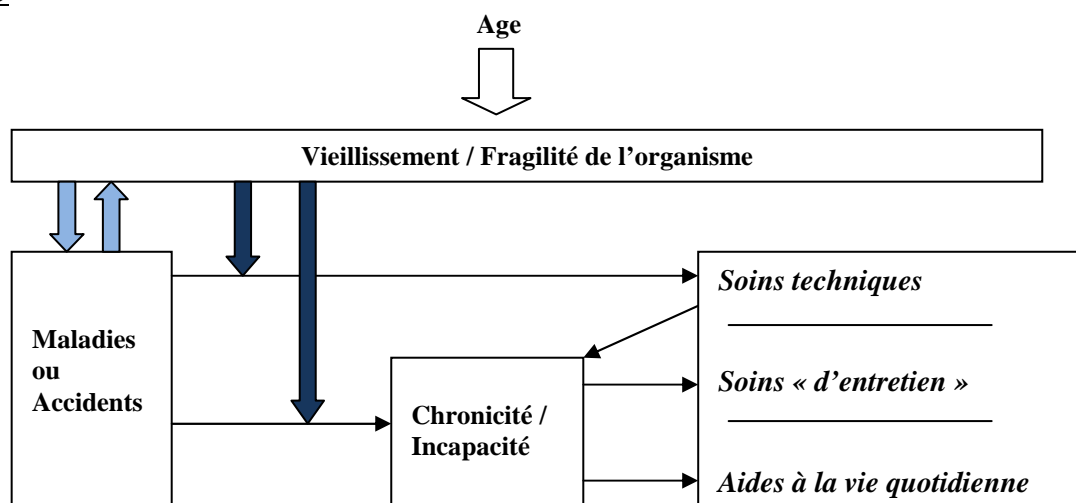 Age
Vieillissement / Fragilité de l’organisme
Maladies
ou
Accidents
Chronicité /
Incapacité
Soins techniques
Soins « d’entretien »
Aides à la vie quotidienne